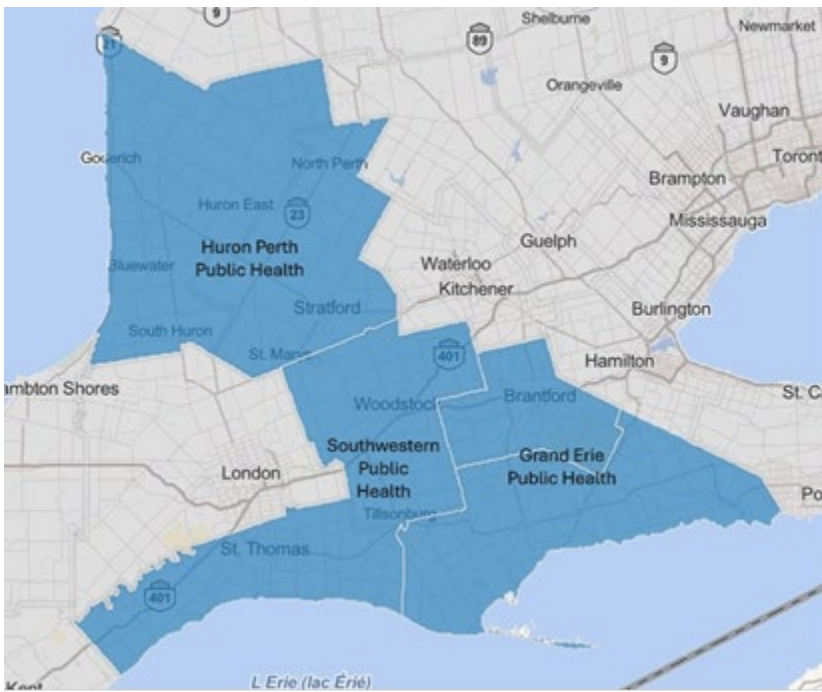 9
Shelburne
Newmarket
21
89
9
Orangeville
Vaughan
Goderich
North Perth
Toront
Brampton
Huron East
23
Mississauga
Guelph
Huron Perth
Public Health
Waterloo
Bluewater
Kitchener
Stratford
Burlington
South Huron
St. Marys
401
Hamilton
ambton Shores
St. C
Woodstock
Brantford
Southwestern
Public
Health
Grand Erie
Public Health
London
Po
Tillsonburg
St. Thomas
401
L Erie (lac Érié)
Kent